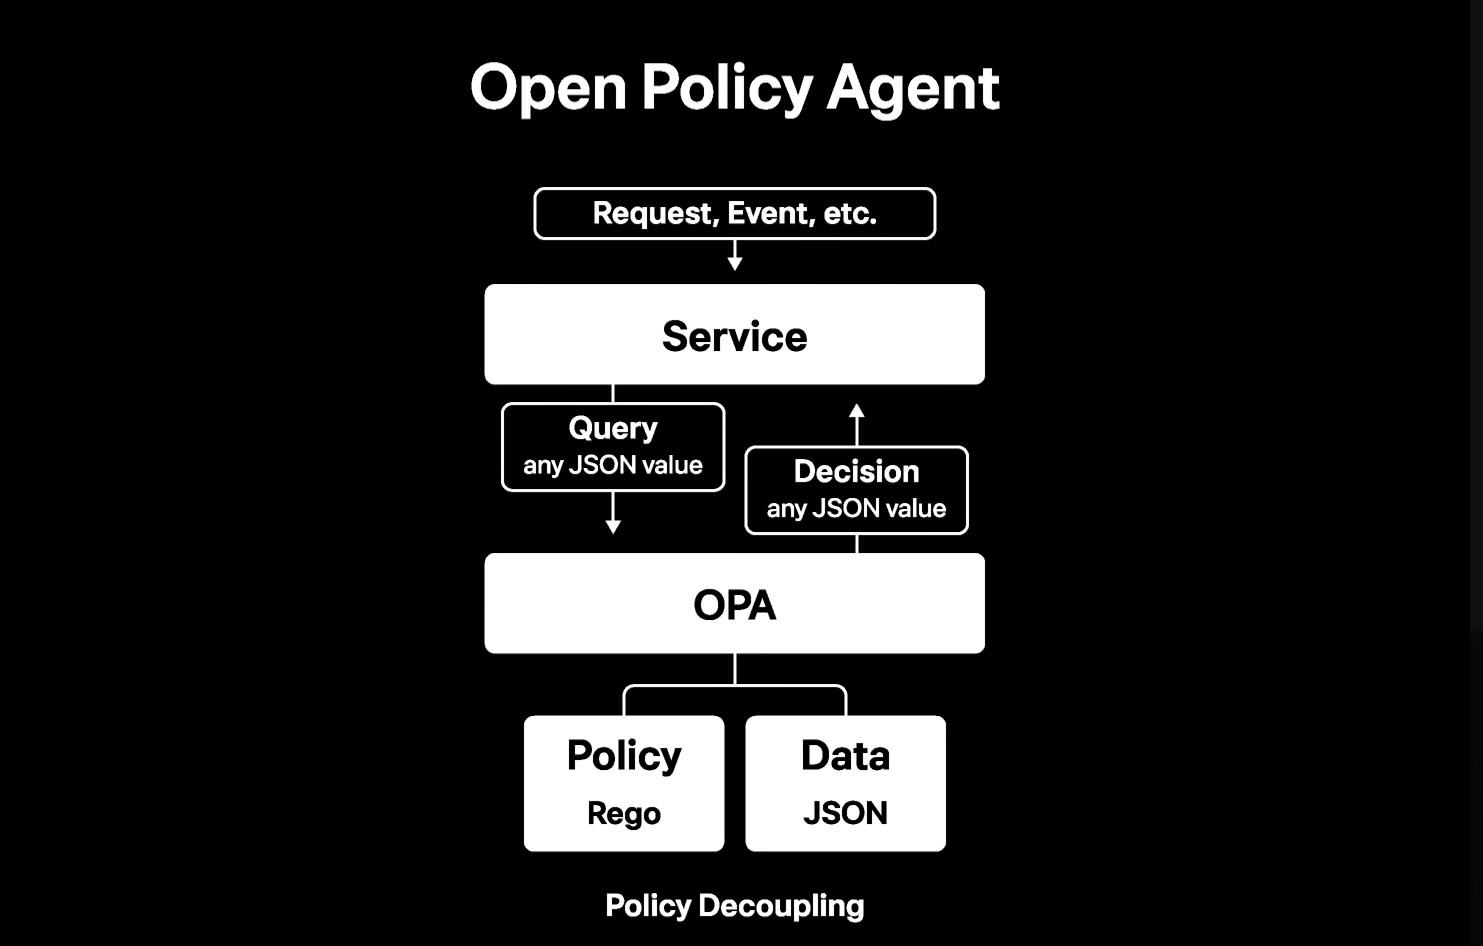 Open Policy Agent
Request, Event, etc.
Service
Query
any JSON value
Decision
any JSON value
OPA
Policy
Rego
Data
JSON
Policy Decoupling